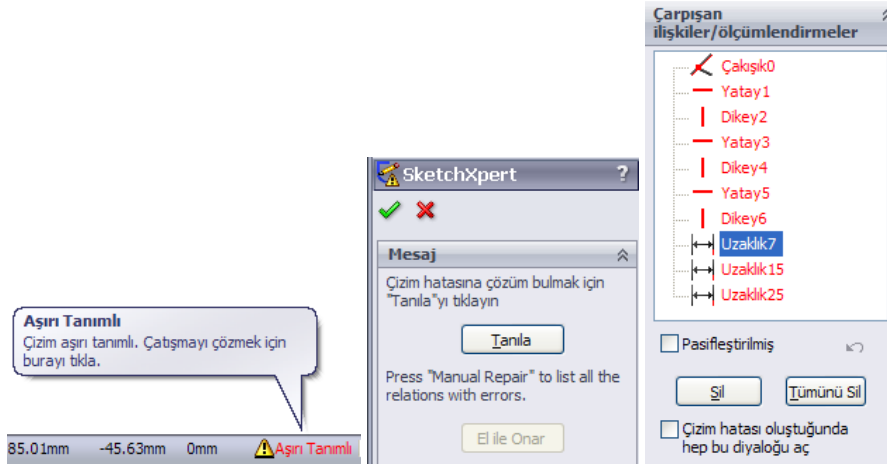 Aşırı Tanımlı
Çizim aşırı tanımlı. Çatışmayı çözmek için
burayı tıkla.
85.01mm -45.63mm 0mm Aşırı Tanımlı
SketchXpert ?
Mesaj
Çizim hatasına çözüm bulmak için
"Tanıla"yı tıklayın
Tanıla
Press "Manual Repair" to list all the
relations with errors.
El ile Onar
Çarpışan
ilişkiler/ölçümlendirmeler
Çakışık0
Yatay1
Dikey2
Yatay3
Dikey4
Yatay5
Dikey6
Uzaklık7
Uzaklık15
Uzaklık25
Pasifleştirilmiş
Sil Tümünü Sil
Çizim hatası oluştuğunda
hep bu diyaloğu aç